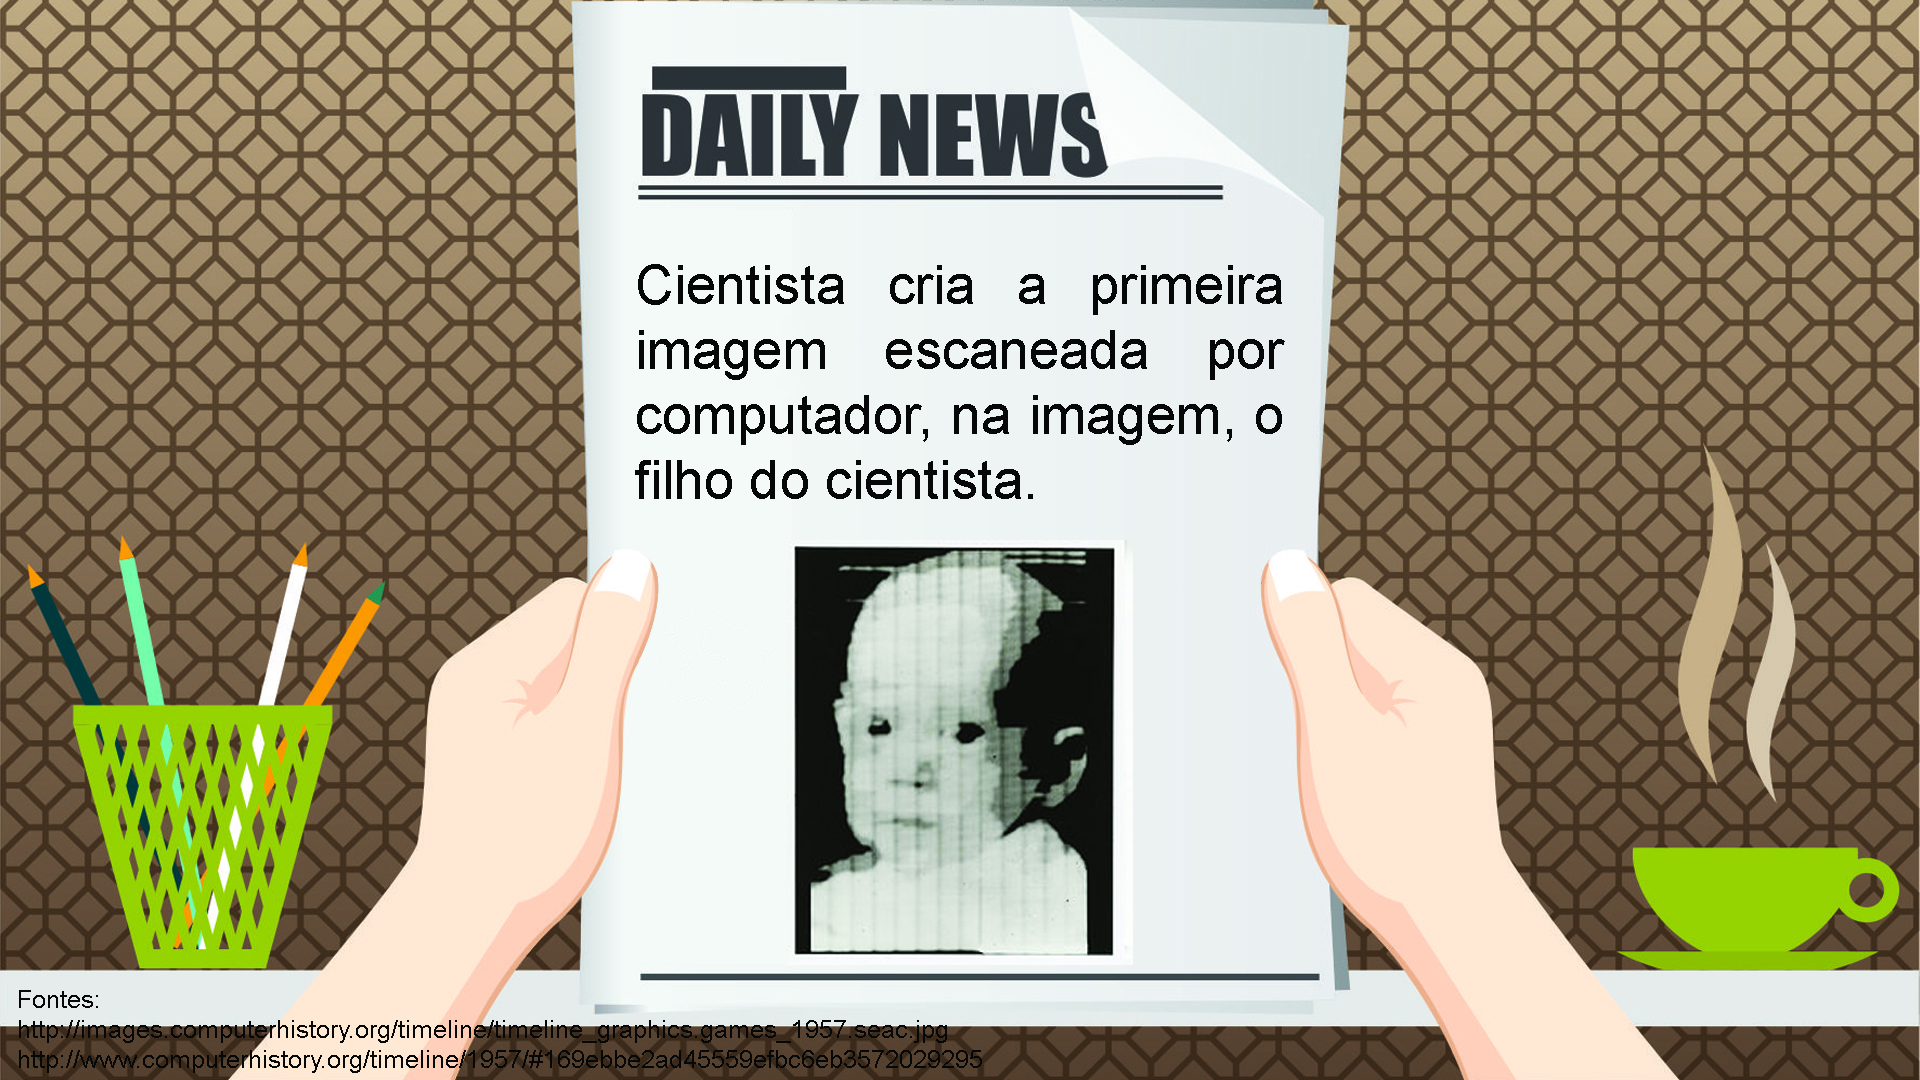 DAILY NEWS
Cientista cria a primeira
imagem escaneada por
computador, na imagem, o
filho do cientista.
Fontes:
http://images.computerhistory.org/timeline/timeline_graphics.games_1957.seac.jpg
http://www.computerhistory.org/timeline/1957/#169ebbe2ad45559efbc6eb3572029295